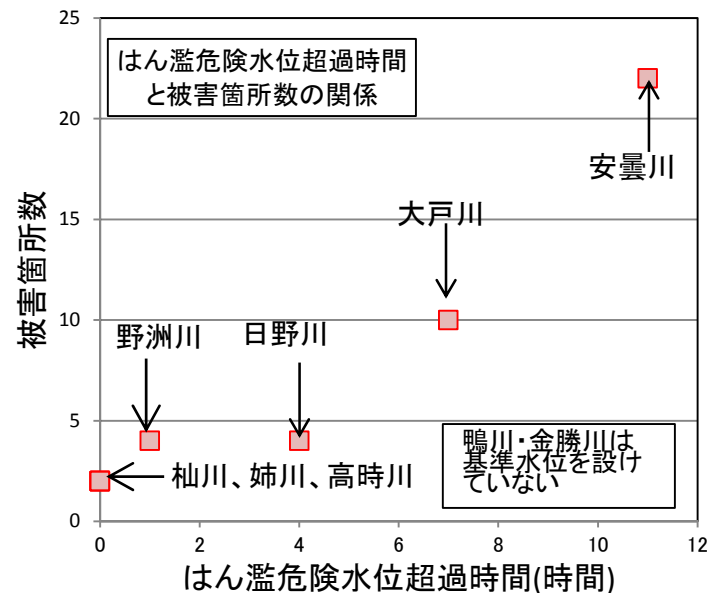 はん濫危険水位超過時間
と被害箇所数の関係
25
20
15
10
5
0
被害箇所数
安曇川
大戸川
野洲川
日野川
杣川、姉川、高時川
鴨川・金勝川は
基準水位を設け
ていない
0 2 4 6 8 10 12
はん濫危険水位超過時間(時間)